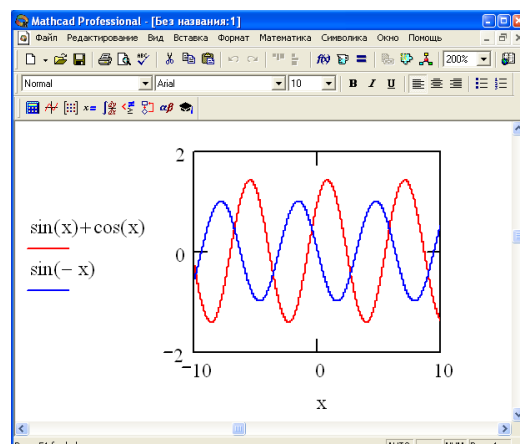 Mathcad Professional - [Без названия:1]
Файл Редактирование Вид Вставка Формат Математика Символика Окно Помощь
200%
Normal Arial 10 B I U
x= αβ
2
sin(x)+cos(x)
0
sin(− x)
−2
−10 0 10
x